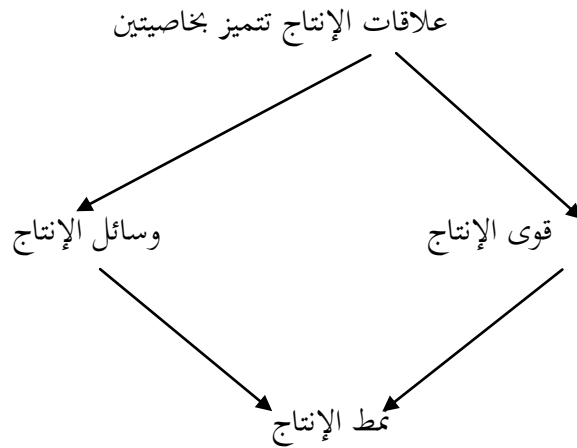 علاقات الإنتاج تتميز بخاصيتين
قوى الإنتاج
وسائل الإنتاج
نمط الإنتاج